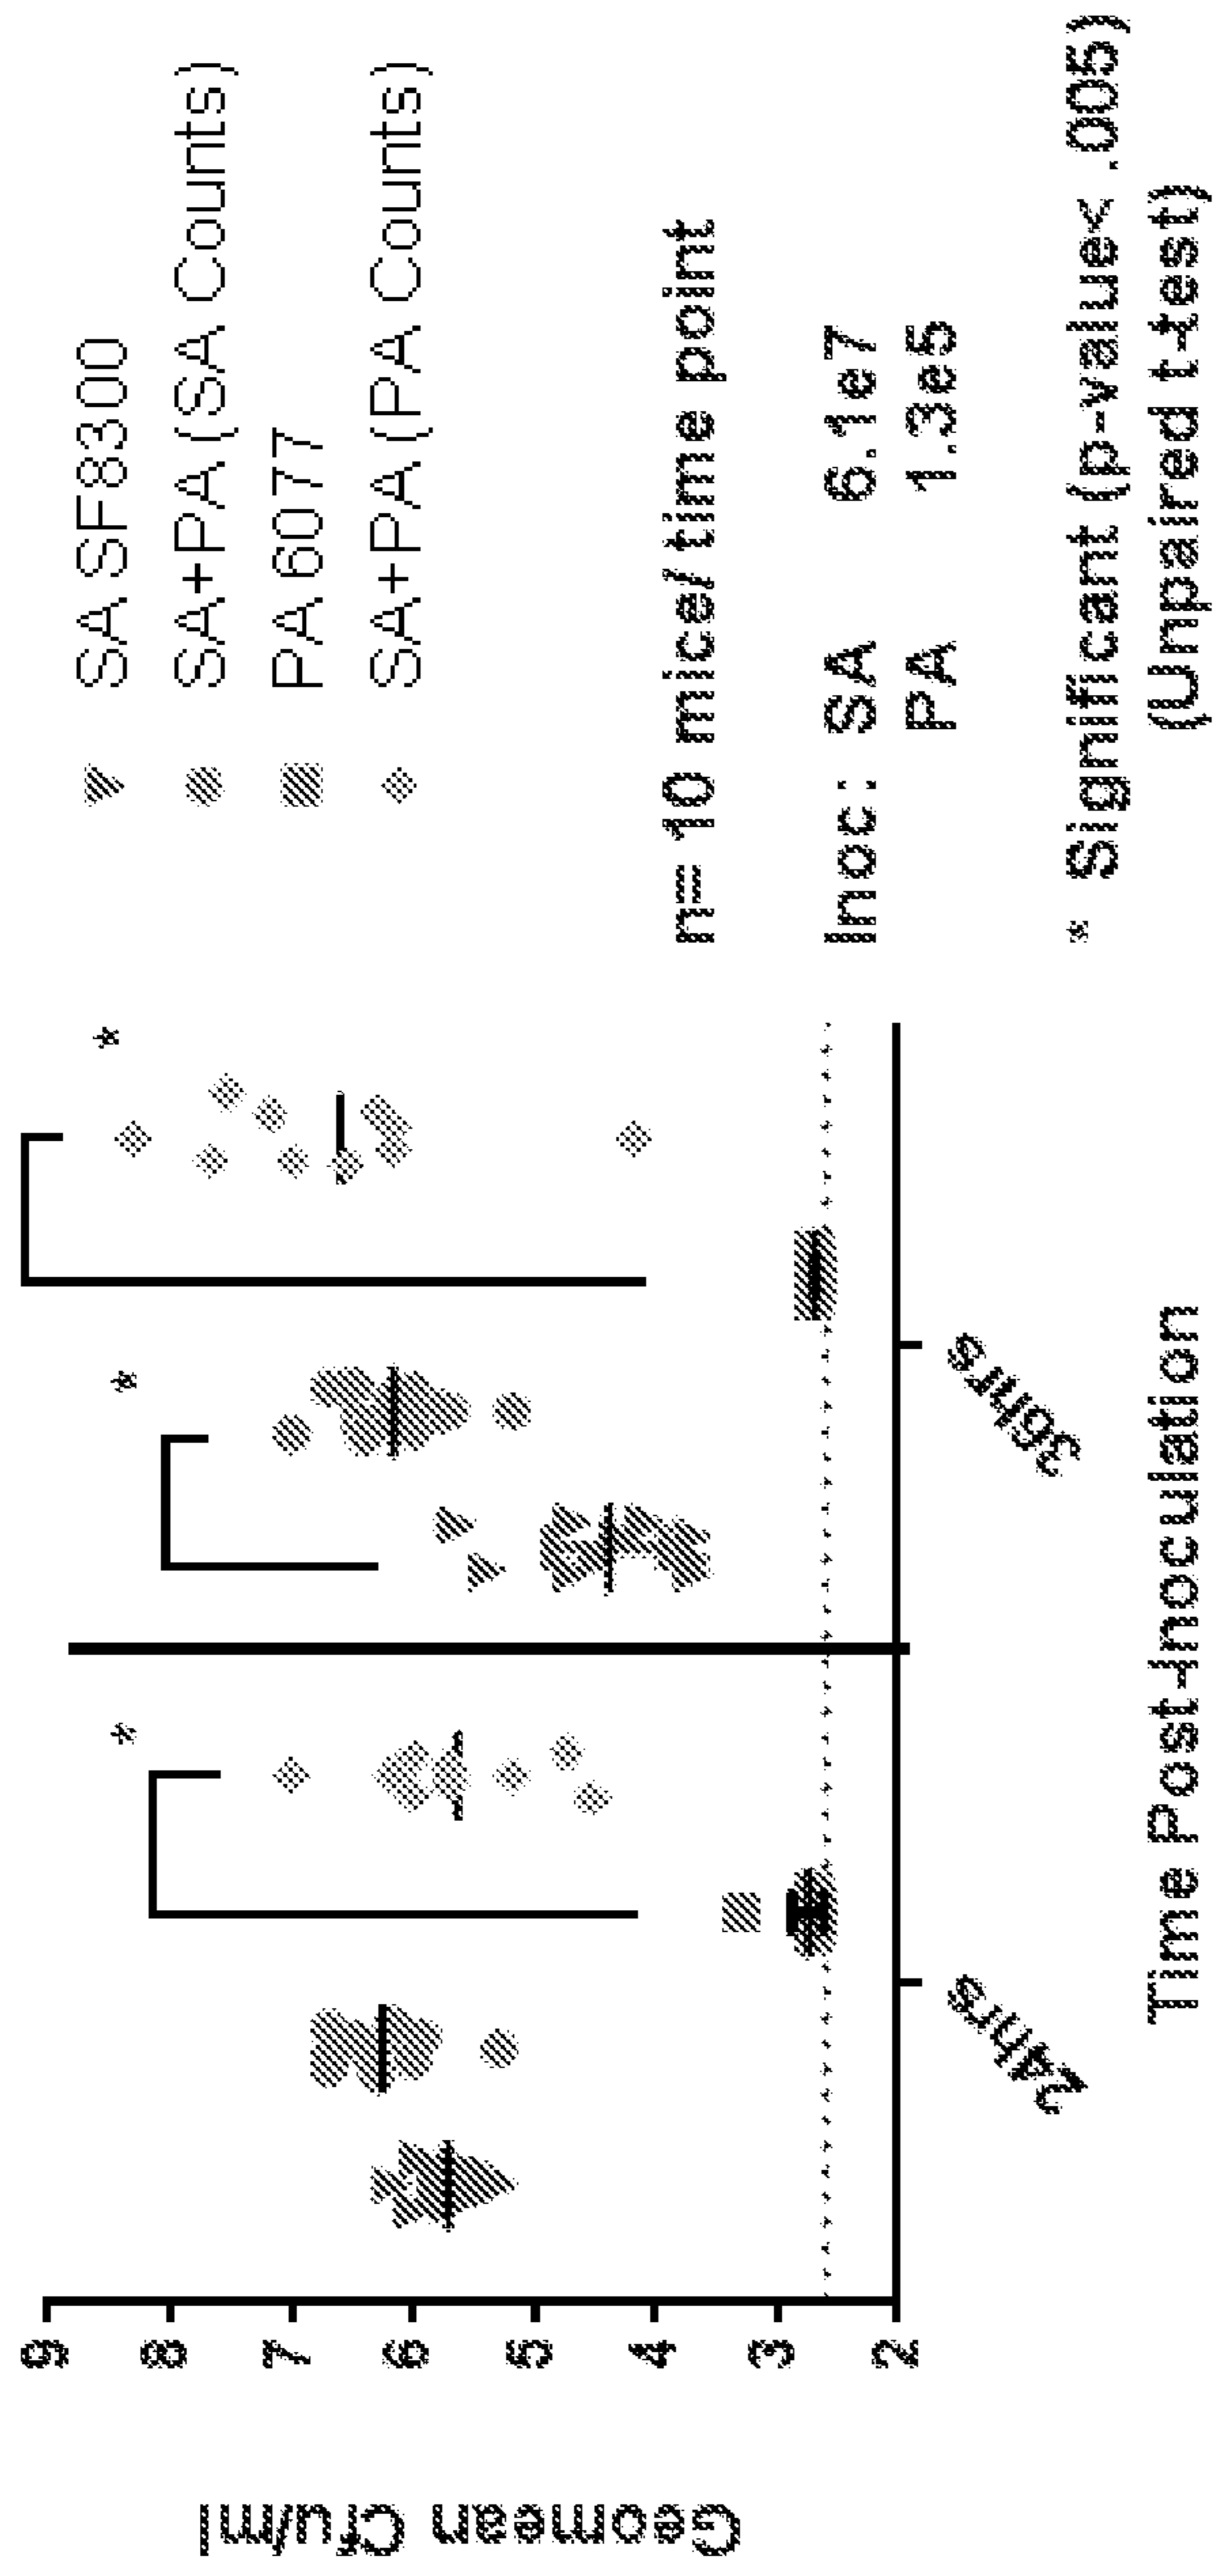 Geomean Cfu/ml
9
8
7
6
5
4
3
2
* * * *
24hrs 36hrs
Time Post-Inoculation
SA SF8300
SA+PA (SA Counts)
PA 6077
SA+PA (PA Counts)
n= 10 mice/ time point
Inoc: SA 6.1e7
PA 1.3e5
* Significant (p-value< .005)
(Unpaired t-test)